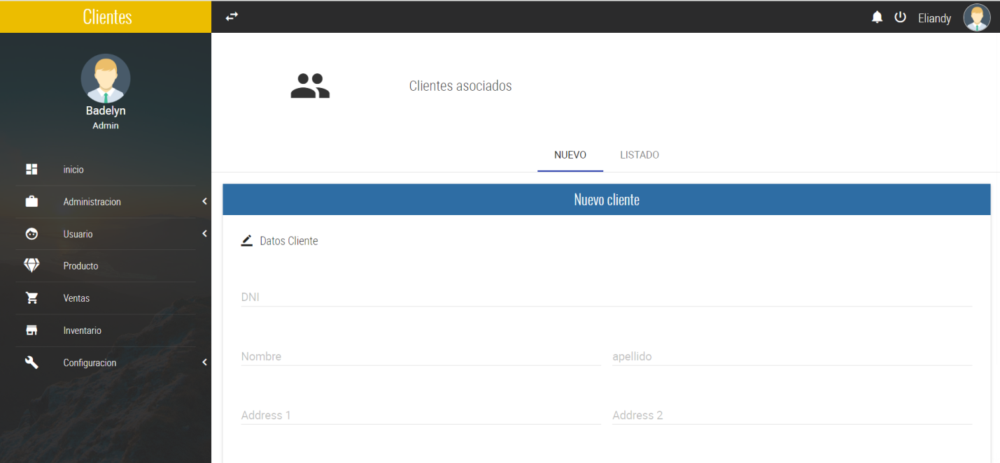 Clientes
Eliandy
Badelyn
Admin
inicio
Administracion
Usuario
Producto
Ventas
Inventario
Configuracion
Clientes asociados
NUEVO LISTADO
Nuevo cliente
Datos Cliente
DNI
Nombre apellido
Address 1 Address 2